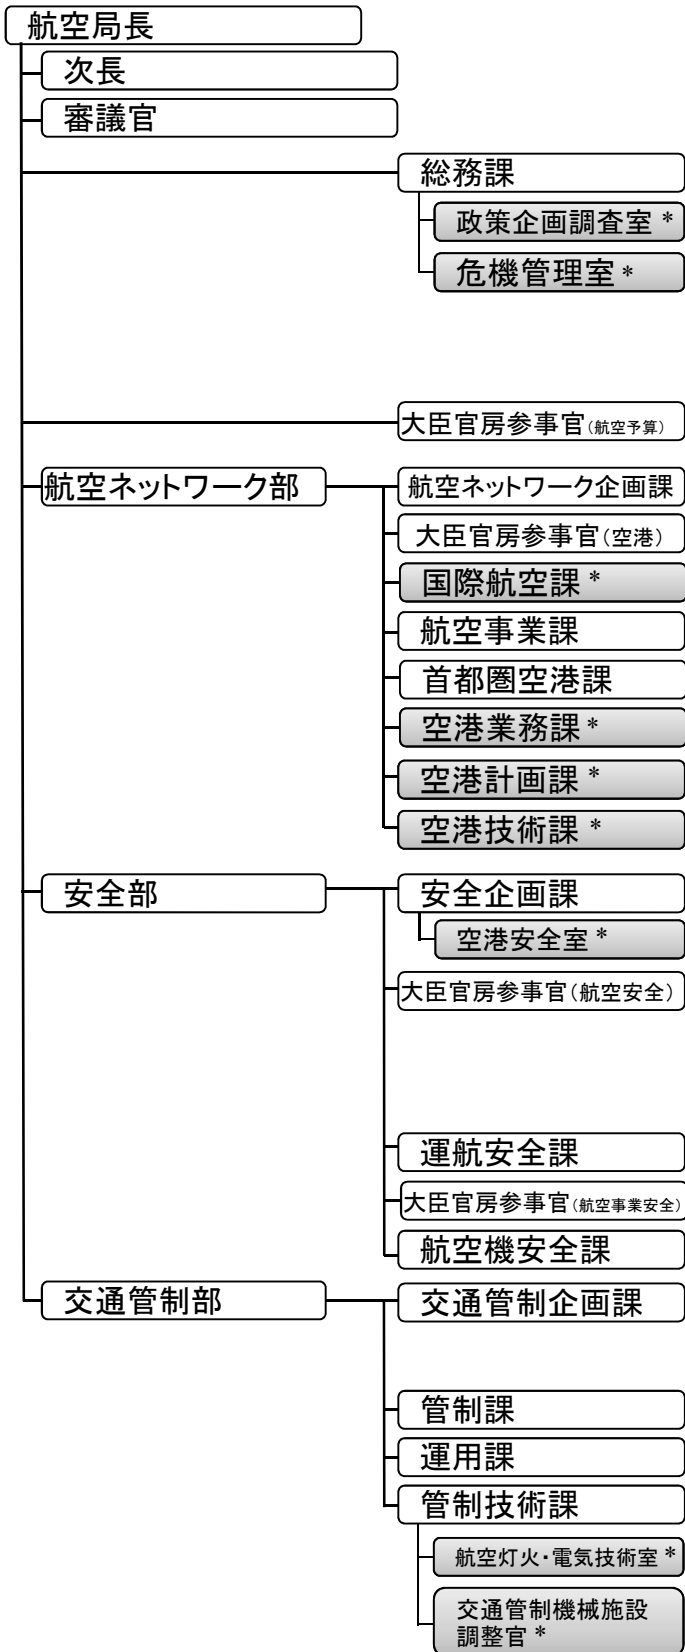 航空局長
次長
審議官
総務課
政策企画調査室 *
危機管理室 *
大臣官房参事官(航空予算)
航空ネットワーク部
航空ネットワーク企画課
大臣官房参事官(空港)
国際航空課 *
航空事業課
首都圏空港課
空港業務課 *
空港計画課 *
空港技術課 *
安全部
安全企画課
空港安全室 *
大臣官房参事官(航空安全)
運航安全課
大臣官房参事官(航空事業安全)
航空機安全課
交通管制部
交通管制企画課
管制課
運用課
管制技術課
航空灯火・電気技術室 *
交通管制機械施設
調整官 *